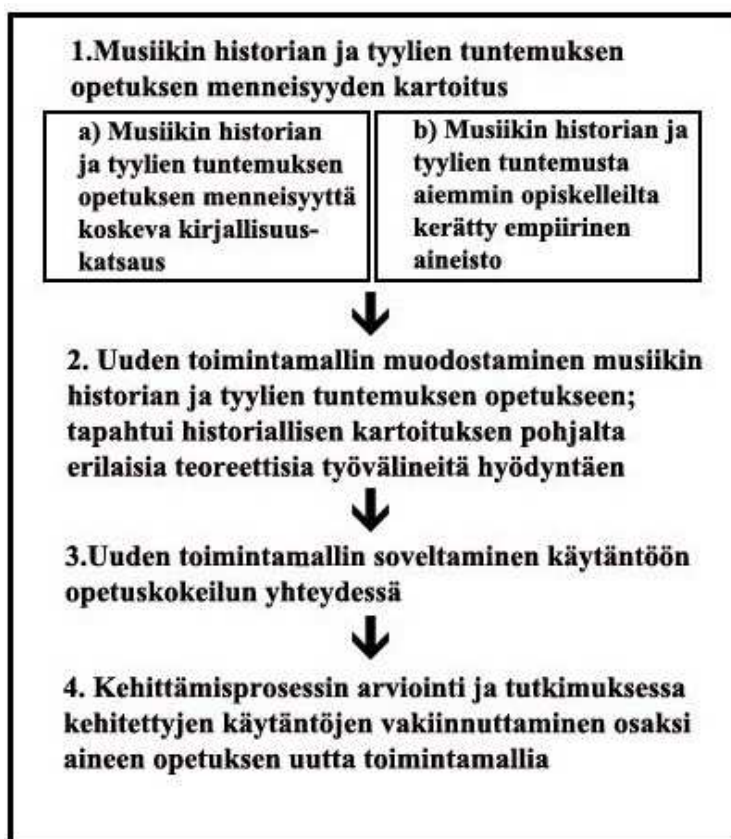 1.Musiikin historian ja tyylien tuntemuksen
opetuksen menneisyyden kartoitus
a) Musiikin historian
ja tyylien tuntemuksen
opetuksen menneisyyttä
koskeva kirjallisuus-
katsaus
b) Musiikin historian ja
tyylien tuntemusta
aiemmin opiskelleilta
kerätty empiirinen
aineisto
2. Uuden toimintamallin muodostaminen musiikin
historian ja tyylien tuntemuksen opetukseen;
tapahtui historiallisen kartoituksen pohjalta
erilaisia teoreettisia työvälineitä hyödyntäen
3.Uuden toimintamallin soveltaminen käytäntöön
opetuskokeilun yhteydessä
4. Kehittämisprosessin arviointi ja tutkimuksessa
kehitettyjen käytäntöjen vakiinnuttaminen osaksi
aineen opetuksen uutta toimintamallia